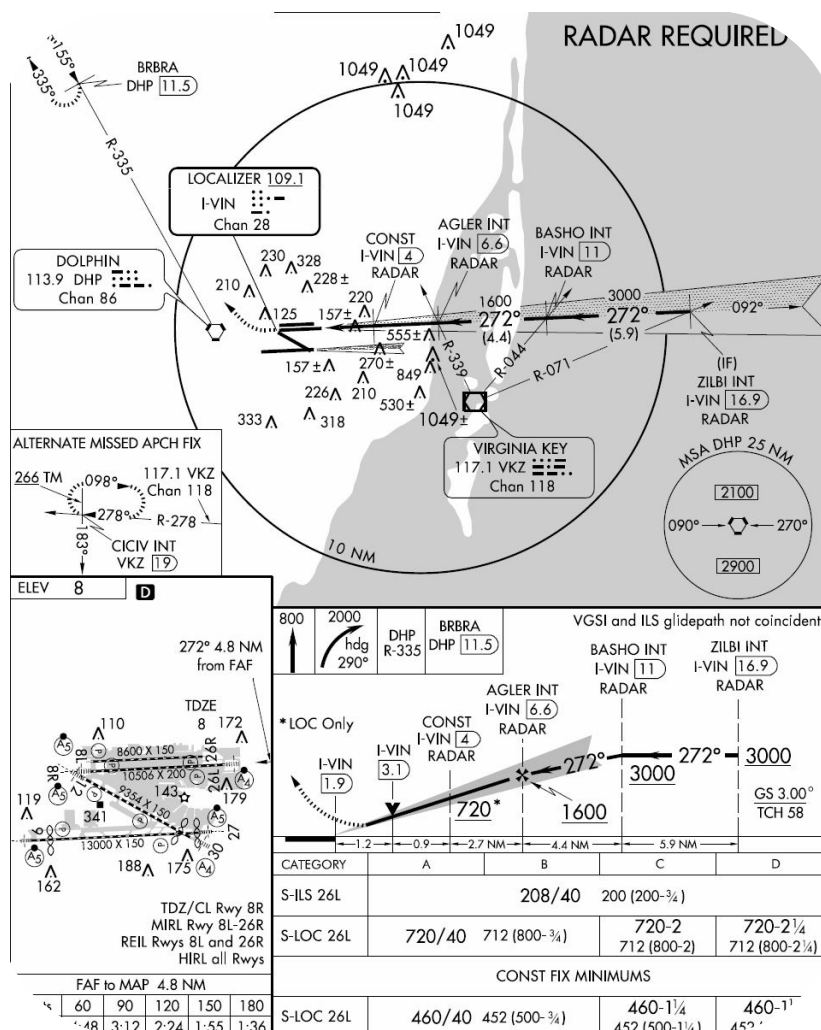 RADAR REQUIRED
1049
1049
1049
1049
155°
335°
BRBRA
DHP 11.5
R-335
LOCALIZER 109.1
I-VIN
Chan 28
DOLPHIN
113.9 DHP
Chan 86
CONST
I-VIN 4
RADAR
AGLER INT
I-VIN 6.6
RADAR
BASHO INT
I-VIN 11
RADAR
230
328
210
228±
125
157±
220
1600
3000
272°
272°
092°
(4.4)
(5.9)
555±
R-339
R-044
R-071
157±
270±
849
226
210
530±
1049±
333
318
(IF)
ZILBI INT
I-VIN 16.9
RADAR
VIRGINIA KEY
117.1 VKZ
Chan 118
10 NM
MSA DHP 25 NM
2100
090°
270°
2900
ALTERNATE MISSED APCH FIX
266 TM
098°
117.1 VKZ
Chan 118
278°
R-278
183°
CICIV INT
VKZ 19
ELEV 8
D
272° 4.8 NM
from FAF
TDZE
8
172
110
A5
P
8L
8600 X 150
26R
10506 X 200
8R
12
A4
26L
179
119
9354 X 150
143
341
A5
9
27
13000 X 150
30
A5
162
188
175
TDZ/CL Rwy 8R
MIRL Rwy 8L-26R
REIL Rwys 8L and 26R
HIRL all Rwys
FAF to MAP 4.8 NM
60 90 120 150 180
3:12 2:24 1:55 1:36
800
2000
hdg
290°
DHP
R-335
BRBRA
DHP 11.5
VGSI and ILS glidepath not coincident
BASHO INT
I-VIN 11
RADAR
ZILBI INT
I-VIN 16.9
RADAR
AGLER INT
I-VIN 6.6
RADAR
*LOC Only
CONST
I-VIN 4
RADAR
I-VIN
3.1
I-VIN
1.9
272°
272°
3000
3000
720*
1600
GS 3.00°
TCH 58
1.2
0.9
2.7 NM
4.4 NM
5.9 NM
CATEGORY A B C D
S-ILS 26L 208/40 200 (200-¾)
S-LOC 26L 720/40 712 (800-¾) 720-2 712 (800-2) 720-2¼ 712 (800-2¼)
CONST FIX MINIMUMS
S-LOC 26L 460/40 452 (500-¾) 460-1¼ 452 (500-1¼)